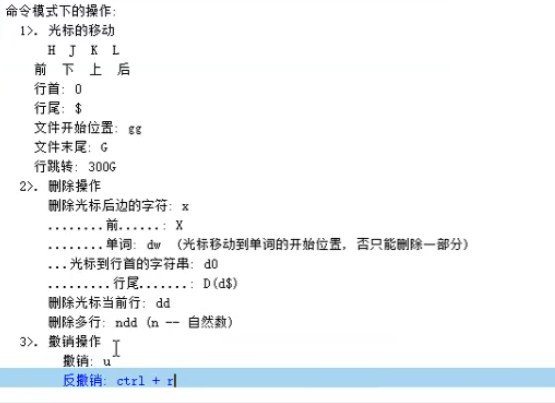 命令模式下的操作:
1>. 光标的移动
H J K L
前 下 上 后
行首: 0
行尾: $
文件开始位置: gg
文件末尾: G
行跳转: 300G
2>. 删除操作
删除光标后边的字符: x
........前......: X
........单词: dw (光标移动到单词的开始位置, 否只能删除一部分)
...光标到行首的字符串: d0
.........行尾.......: D(d$)
删除光标当前行: dd
删除多行: ndd (n -- 自然数)
3>. 撤销操作
撤销: u
反撤销: ctrl + r